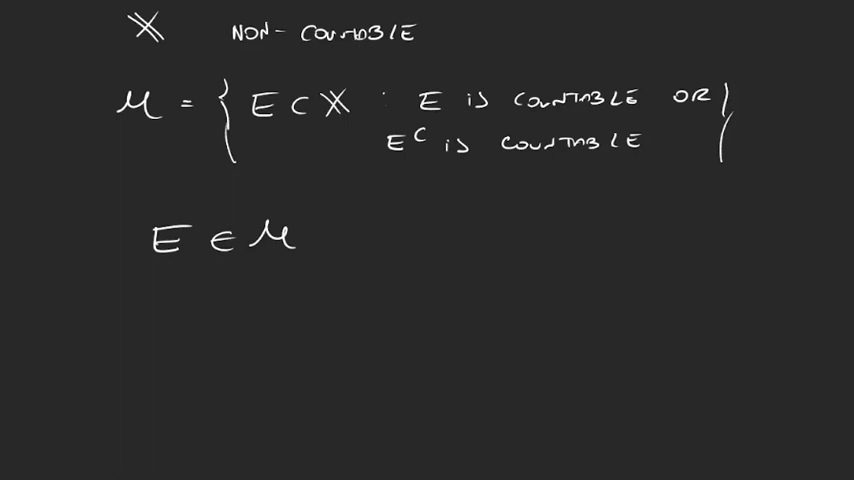 𝕏 NON-COUNTABLE
M = { E ⊂ 𝕏 : E is COUNTABLE OR
E^C is COUNTABLE }
E ∈ M